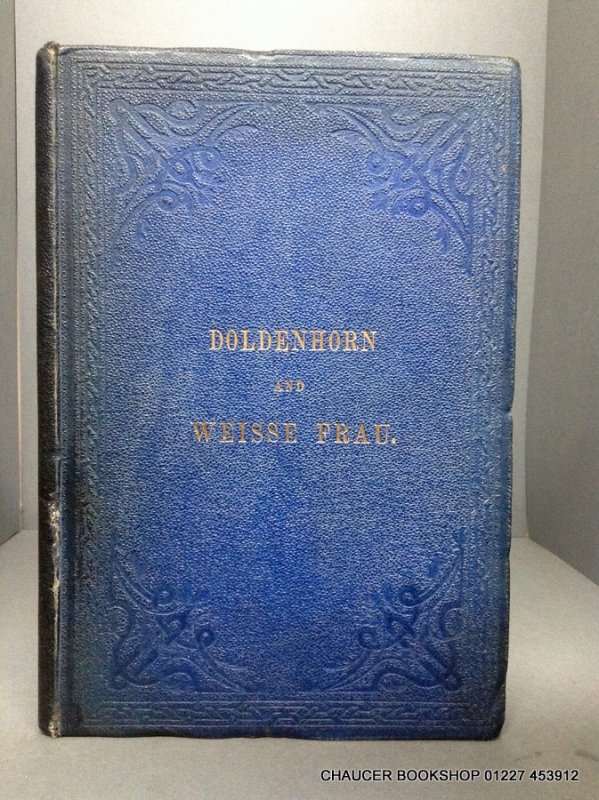 DOLDENHORN
AND
WEISSE FRAU.
CHAUCER BOOKSHOP 01227 453912